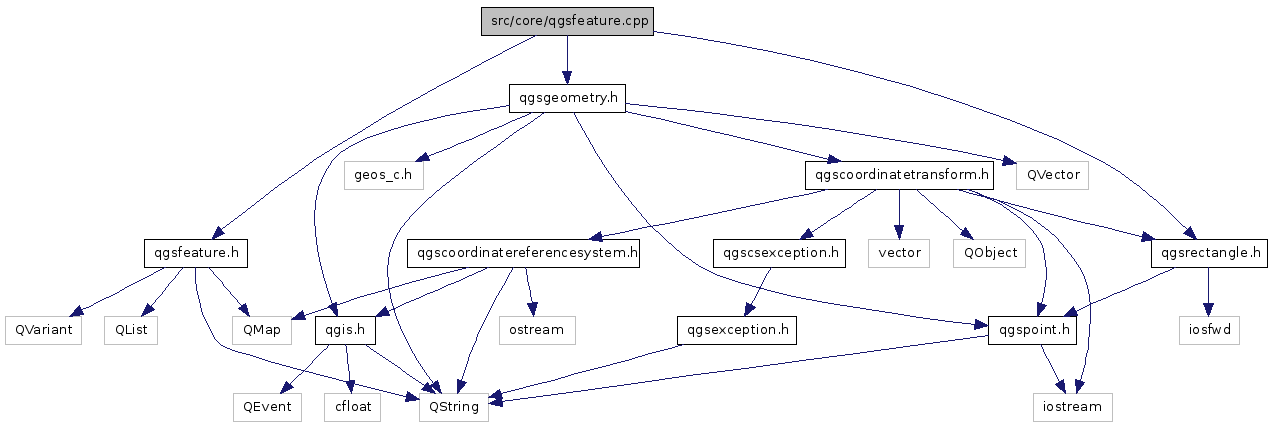 src/core/qgsfeature.cpp
qgsgeometry.h
geos_c.h
qgscoordinatetransform.h
QVector
qgsfeature.h
qgscoordinatereferencesystem.h
qgscsexception.h
vector
QObject
qgsrectangle.h
QVariant
QList
QMap
qgis.h
ostream
qgsexception.h
qgspoint.h
iosfwd
QEvent
cfloat
QString
iostream